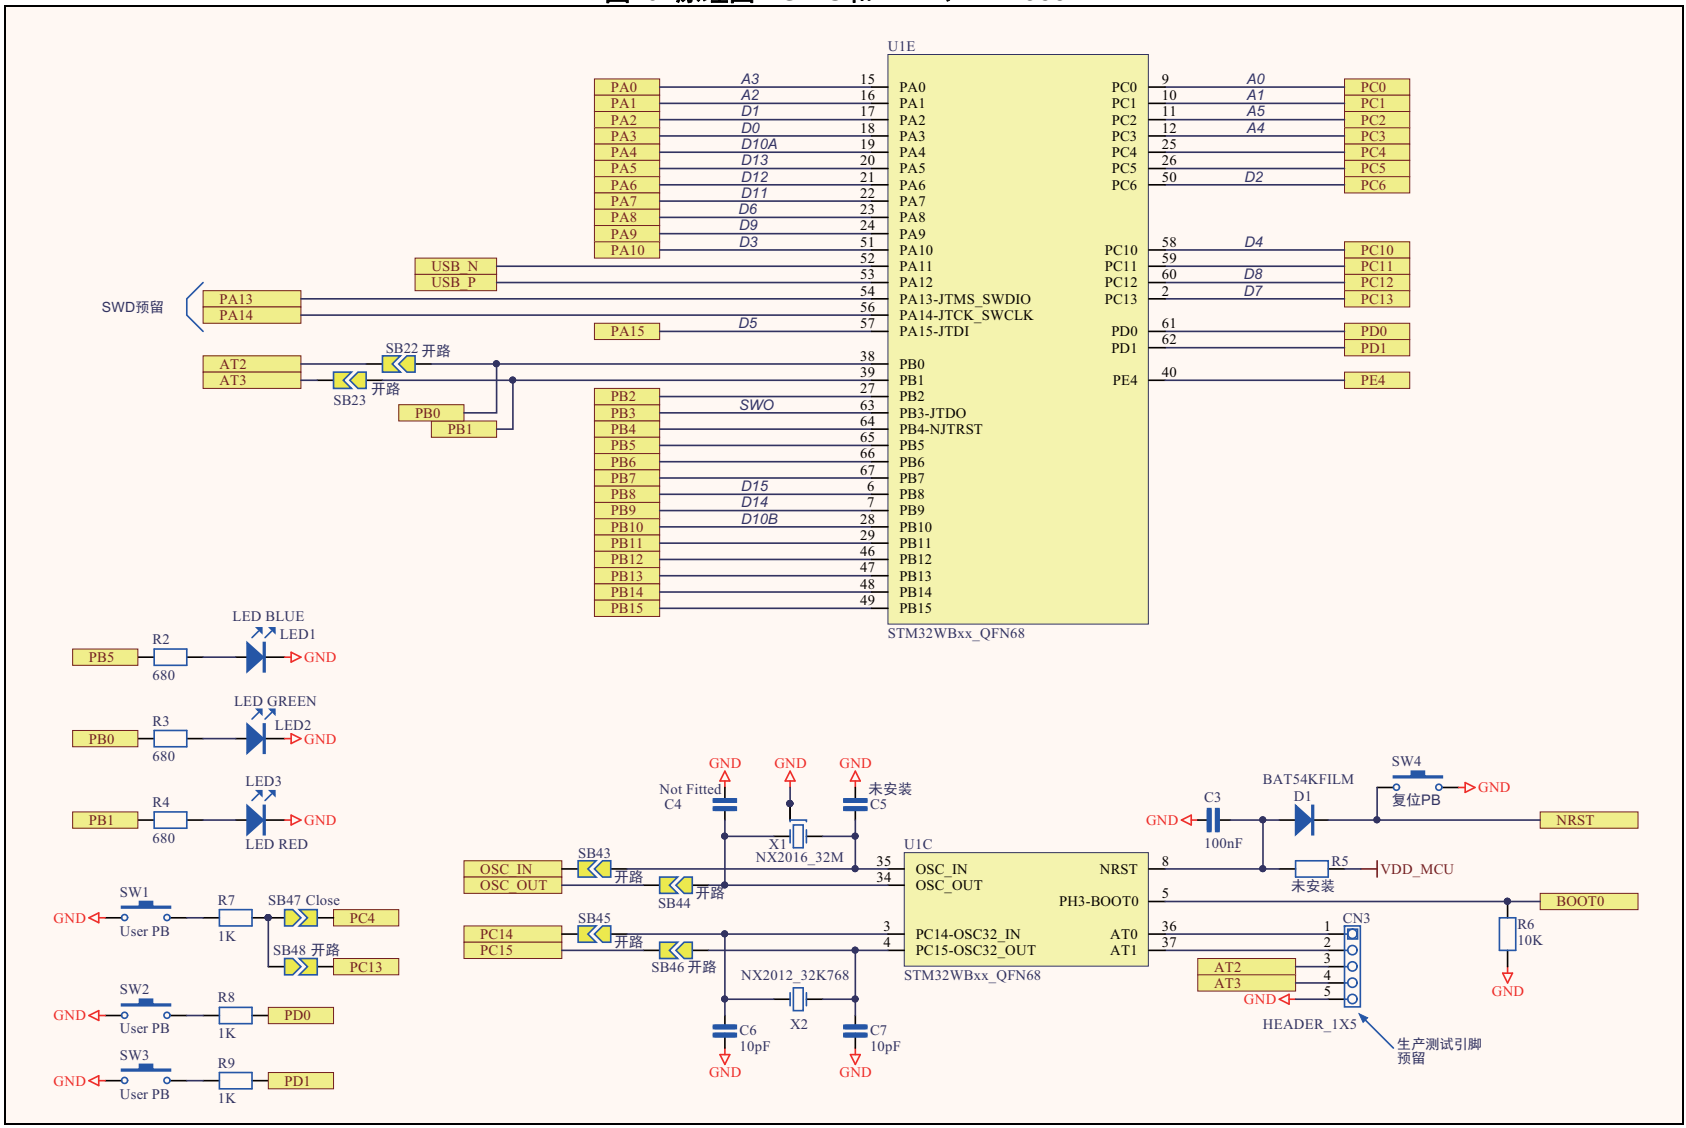 U1E
PA0 A3 15 PA0 PC0 9 A0 PC0
PA1 A2 16 PA1 PC1 10 A1 PC1
PA2 D1 17 PA2 PC2 11 A5 PC2
PA3 D0 18 PA3 PC3 12 A4 PC3
PA4 D10A 19 PA4 PC4 25 PC4
PA5 D13 20 PA5 PC5 26 PC5
PA6 D12 21 PA6 PC6 50 D2 PC6
PA7 D11 22 PA7
PA8 D6 23 PA8
PA9 D9 24 PA9
PA10 D3 51 PA10 PC10 58 D4 PC10
USB_N 52 PA11 PC11 59 PC11
USB_P 53 PA12 PC12 60 D8 PC12
SWD预留
PA13 54 PA13-JTMS_SWDIO PC13 2 D7 PC13
PA14 56 PA14-JTCK_SWCLK
PA15 D5 57 PA15-JTDI PD0 61 PD0
PD1 62 PD1
AT2 SB22 开路 38 PB0
AT3 SB23 开路 39 PB1 PE4 40 PE4
PB0
PB1
PB2 27 PB2
PB3 SWO 63 PB3-JTDO
PB4 64 PB4-NJTRST
PB5 65 PB5
PB6 66 PB6
PB7 67 PB7
PB8 D15 6 PB8
PB9 D14 7 PB9
PB10 D10B 28 PB10
PB11 29 PB11
PB12 46 PB12
PB13 47 PB13
PB14 48 PB14
PB15 49 PB15
STM32WBxx_QFN68
LED BLUE
R2 LED1
PB5 GND
680
LED GREEN
R3 LED2
PB0 GND
680
LED3
R4
PB1 GND
680 LED RED
SW1 R7 SB47 Close
GND PC4
User PB 1K
SB48 开路
PC13
SW2 R8
GND PD0
User PB 1K
SW3 R9
GND PD1
User PB 1K
GND GND GND
Not Fitted 未安装
C4 C5
X1
NX2016_32M
U1C
OSC_IN SB43 开路 35 OSC_IN
OSC_OUT SB44 开路 34 OSC_OUT
PC14 SB45 开路 3 PC14-OSC32_IN
PC15 SB46 开路 4 PC15-OSC32_OUT
STM32WBxx_QFN68
NX2012_32K768
X2
C6 C7
10pF 10pF
GND GND
SW4
BAT54KFILM GND
C3 D1 复位PB
GND NRST
100nF
NRST 8 R5 VDD_MCU
未安装
PH3-BOOT0 5 BOOT0
R6
10K
GND
CN3
AT0 36 1
AT1 37 2
AT2 3
AT3 4
GND 5
HEADER_1X5
生产测试引脚
预留